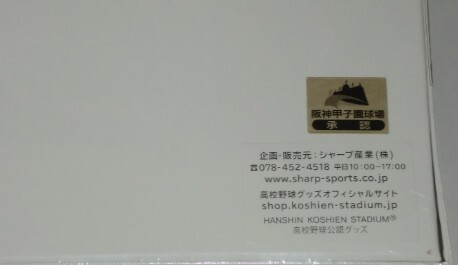 阪神甲子園球場
承認
企画・販売元：シャープ産業(株)
☎078-452-4518 平日10:00~17:00
www.sharp-sports.co.jp
高校野球グッズオフィシャルサイト
shop.koshien-stadium.jp
HANSHIN KOSHIEN STADIUM®
高校野球公認グッズ